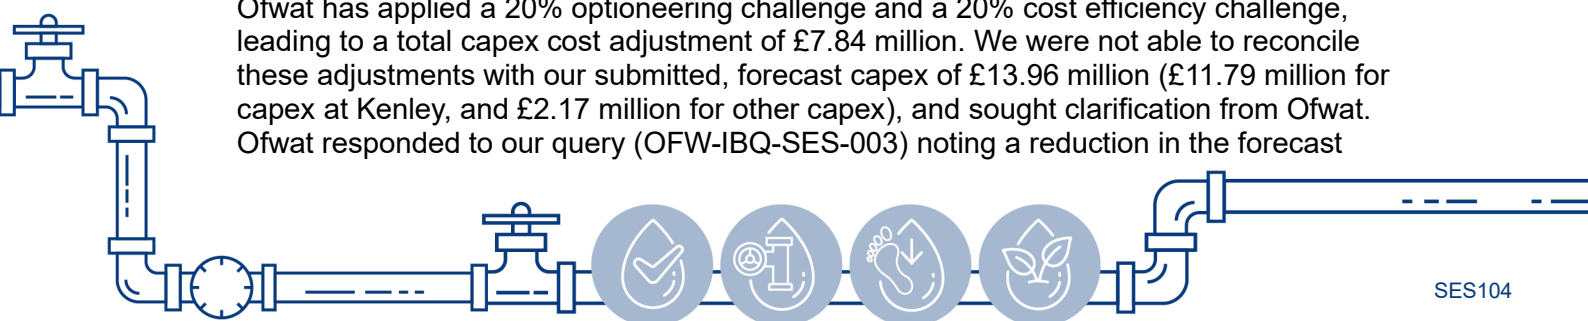 Ofwat has applied a 20% optioneering challenge and a 20% cost efficiency challenge,
leading to a total capex cost adjustment of £7.84 million. We were not able to reconcile
these adjustments with our submitted, forecast capex of £13.96 million (£11.79 million for
capex at Kenley, and £2.17 million for other capex), and sought clarification from Ofwat.
Ofwat responded to our query (OFW-IBQ-SES-003) noting a reduction in the forecast
SES104